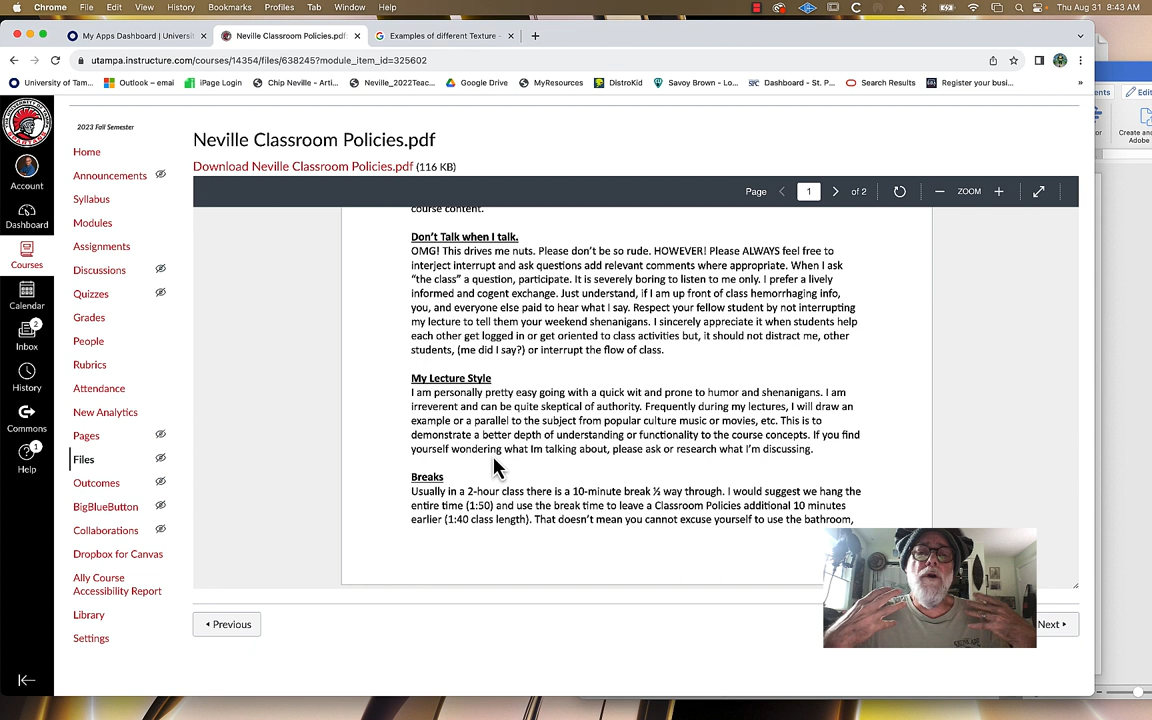 Chrome File Edit View History Bookmarks Profiles Tab Window Help Thu Aug 31 8:43 AM
My Apps Dashboard | Universit Neville Classroom Policies.pdf: Examples of different Texture –
utampa.instructure.com/courses/14354/files/638245?module_item_id=325602
University of Tam... Outlook – emai iPage Login Chip Neville - Arti... Neville_2022Teac... Google Drive MyResources DistroKid Savoy Brown - Lo... Dashboard - St. P... Search Results Register your busi... »
2023 Fall Semester
Account
Dashboard
Courses
Calendar
2
Inbox
History
Commons
1
Help
Home
Announcements
Syllabus
Modules
Assignments
Discussions
Quizzes
Grades
People
Rubrics
Attendance
New Analytics
Pages
Files
Outcomes
BigBlueButton
Collaborations
Dropbox for Canvas
Ally Course
Accessibility Report
Library
Settings
Neville Classroom Policies.pdf
Download Neville Classroom Policies.pdf (116 KB)
Page 1 of 2 ZOOM
course content.
Don't Talk when I talk.
OMG! This drives me nuts. Please don't be so rude. HOWEVER! Please ALWAYS feel free to
interject interrupt and ask questions add relevant comments where appropriate. When I ask
"the class" a question, participate. It is severely boring to listen to me only. I prefer a lively
informed and cogent exchange. Just understand, if I am up front of class hemorrhaging info,
you, and everyone else paid to hear what I say. Respect your fellow student by not interrupting
my lecture to tell them your weekend shenanigans. I sincerely appreciate it when students help
each other get logged in or get oriented to class activities but, it should not distract me, other
students, (me did I say?) or interrupt the flow of class.
My Lecture Style
I am personally pretty easy going with a quick wit and prone to humor and shenanigans. I am
irreverent and can be quite skeptical of authority. Frequently during my lectures, I will draw an
example or a parallel to the subject from popular culture music or movies, etc. This is to
demonstrate a better depth of understanding or functionality to the course concepts. If you find
yourself wondering what Im talking about, please ask or research what I'm discussing.
Breaks
Usually in a 2-hour class there is a 10-minute break ½ way through. I would suggest we hang the
entire time (1:50) and use the break time to leave a Classroom Policies additional 10 minutes
earlier (1:40 class length). That doesn't mean you cannot excuse yourself to use the bathroom,
Previous
Next
ents Edit
or Create and
Adobe